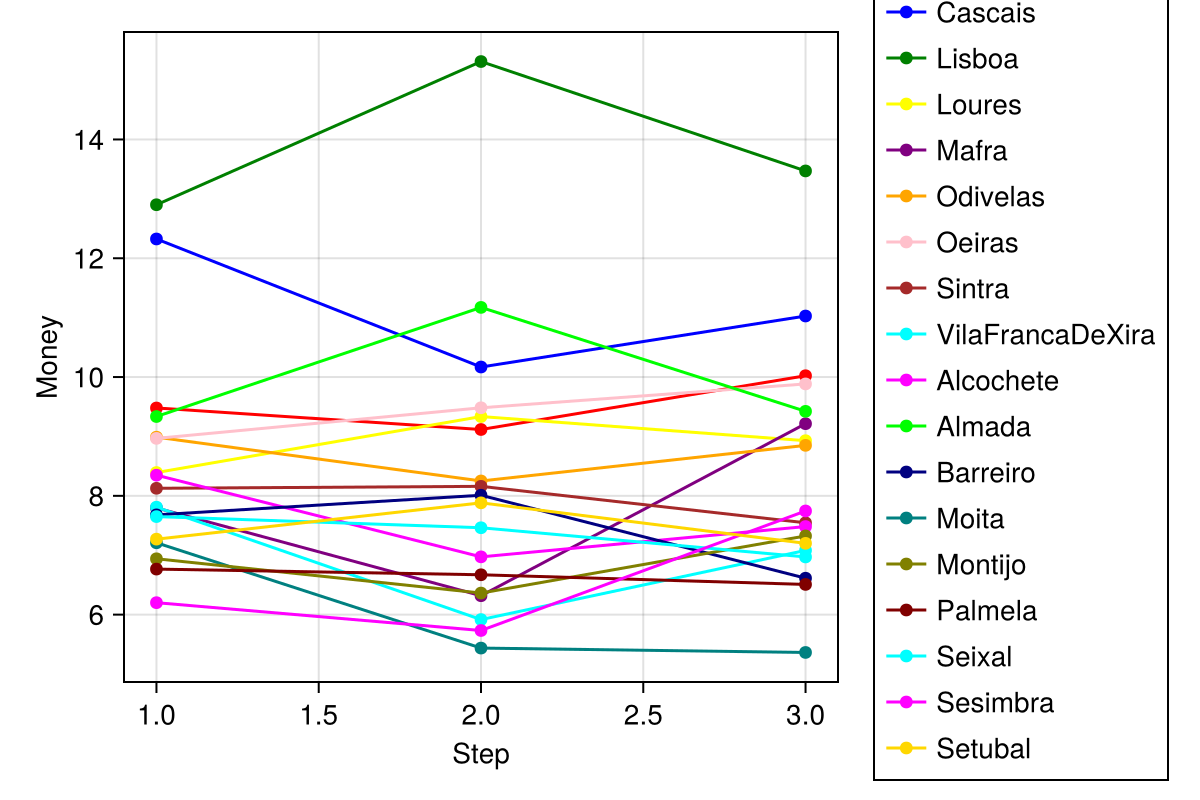 Cascais
Lisboa
Loures
Mafra
Odivelas
Oeiras
Sintra
VilaFrancaDeXira
Alcochete
Almada
Barreiro
Moita
Montijo
Palmela
Seixal
Sesimbra
Setubal
14
12
10
8
6
Money
1.0 1.5 2.0 2.5 3.0
Step